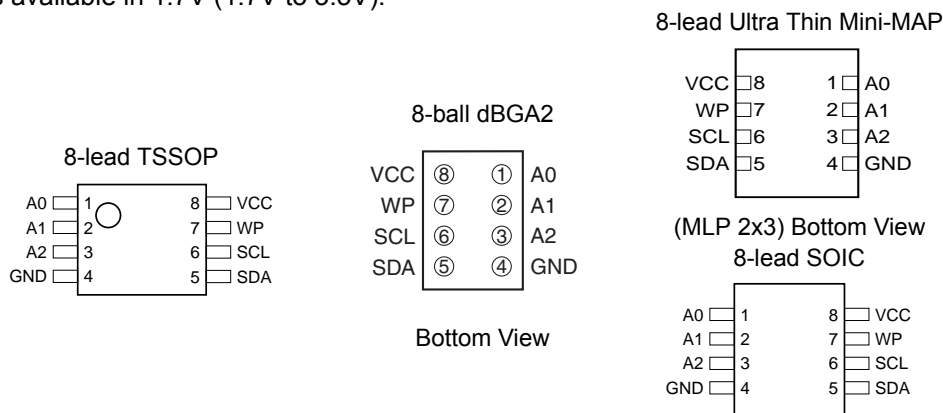 available in 1.7V (1.7V to 5.5V).
8-lead TSSOP
A0 1 8 VCC
A1 2 7 WP
A2 3 6 SCL
GND 4 5 SDA
8-ball dBGA2
VCC 8 1 A0
WP 7 2 A1
SCL 6 3 A2
SDA 5 4 GND
Bottom View
8-lead Ultra Thin Mini-MAP
VCC 8 1 A0
WP 7 2 A1
SCL 6 3 A2
SDA 5 4 GND
(MLP 2x3) Bottom View
8-lead SOIC
A0 1 8 VCC
A1 2 7 WP
A2 3 6 SCL
GND 4 5 SDA